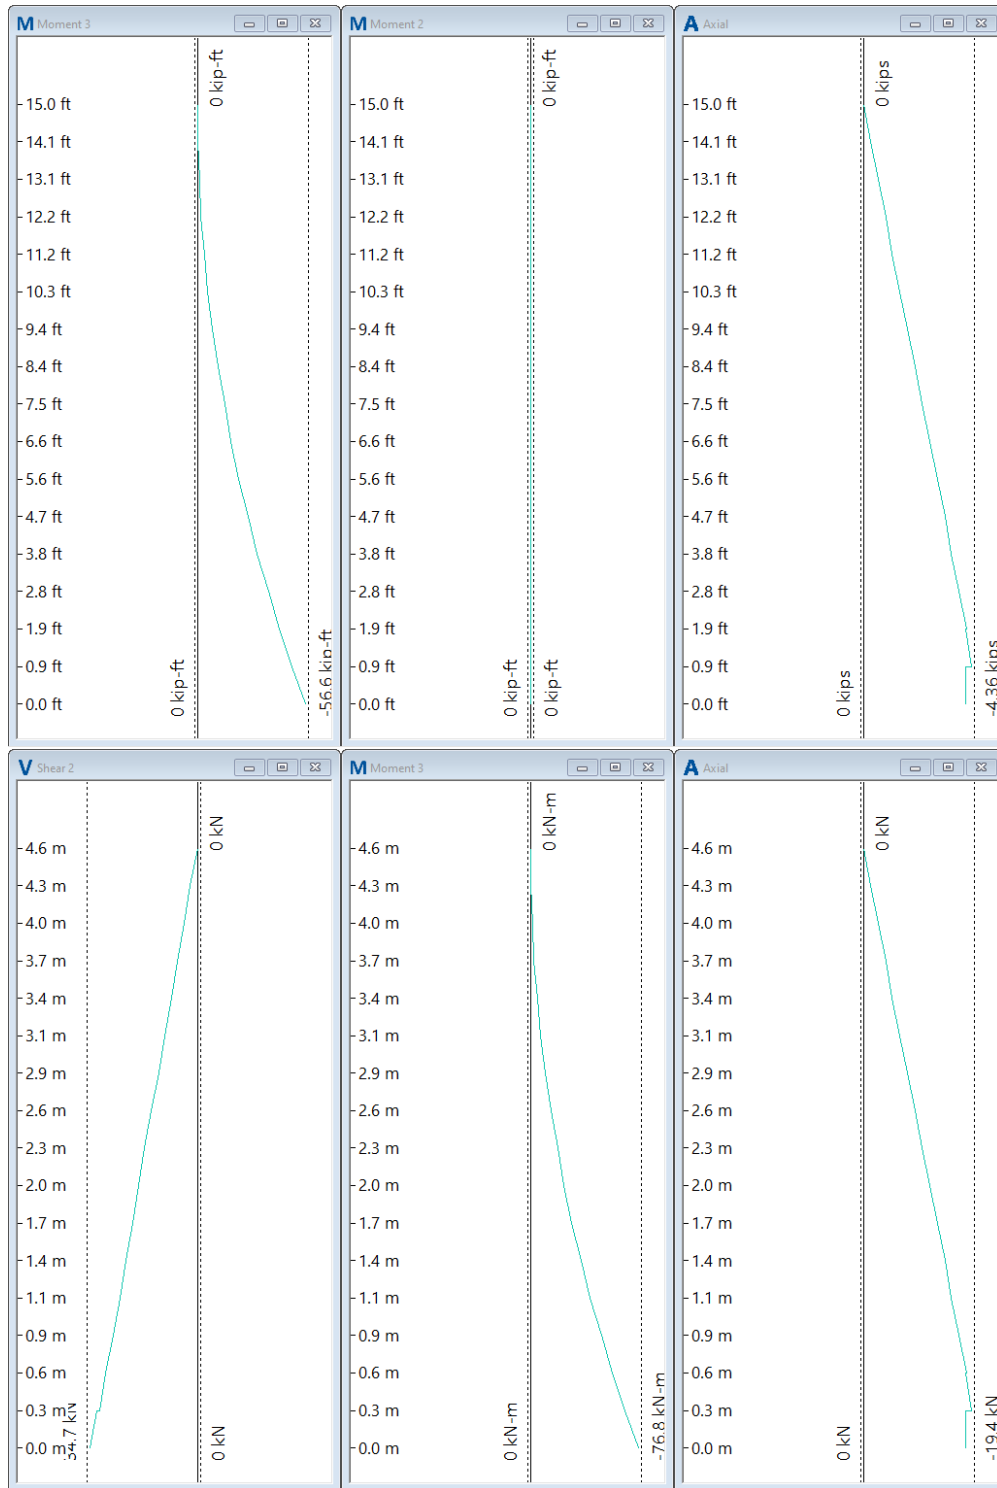 M Moment 3
0 kip-ft
15.0 ft
14.1 ft
13.1 ft
12.2 ft
11.2 ft
10.3 ft
9.4 ft
8.4 ft
7.5 ft
6.6 ft
5.6 ft
4.7 ft
3.8 ft
2.8 ft
1.9 ft
0.9 ft
0.0 ft
0 kip-ft
-56.6 kip-ft
M Moment 2
0 kip-ft
15.0 ft
14.1 ft
13.1 ft
12.2 ft
11.2 ft
10.3 ft
9.4 ft
8.4 ft
7.5 ft
6.6 ft
5.6 ft
4.7 ft
3.8 ft
2.8 ft
1.9 ft
0.9 ft
0.0 ft
0 kip-ft
0 kip-ft
A Axial
0 kips
15.0 ft
14.1 ft
13.1 ft
12.2 ft
11.2 ft
10.3 ft
9.4 ft
8.4 ft
7.5 ft
6.6 ft
5.6 ft
4.7 ft
3.8 ft
2.8 ft
1.9 ft
0.9 ft
0.0 ft
0 kips
-4.36 kips
V Shear 2
0 kN
4.6 m
4.3 m
4.0 m
3.7 m
3.4 m
3.1 m
2.9 m
2.6 m
2.3 m
2.0 m
1.7 m
1.4 m
1.1 m
0.9 m
0.6 m
0.3 m
0.0 m
34.7 kN
0 kN
M Moment 3
0 kN-m
4.6 m
4.3 m
4.0 m
3.7 m
3.4 m
3.1 m
2.9 m
2.6 m
2.3 m
2.0 m
1.7 m
1.4 m
1.1 m
0.9 m
0.6 m
0.3 m
0.0 m
0 kN-m
-76.8 kN-m
A Axial
0 kN
4.6 m
4.3 m
4.0 m
3.7 m
3.4 m
3.1 m
2.9 m
2.6 m
2.3 m
2.0 m
1.7 m
1.4 m
1.1 m
0.9 m
0.6 m
0.3 m
0.0 m
0 kN
-19.4 kN